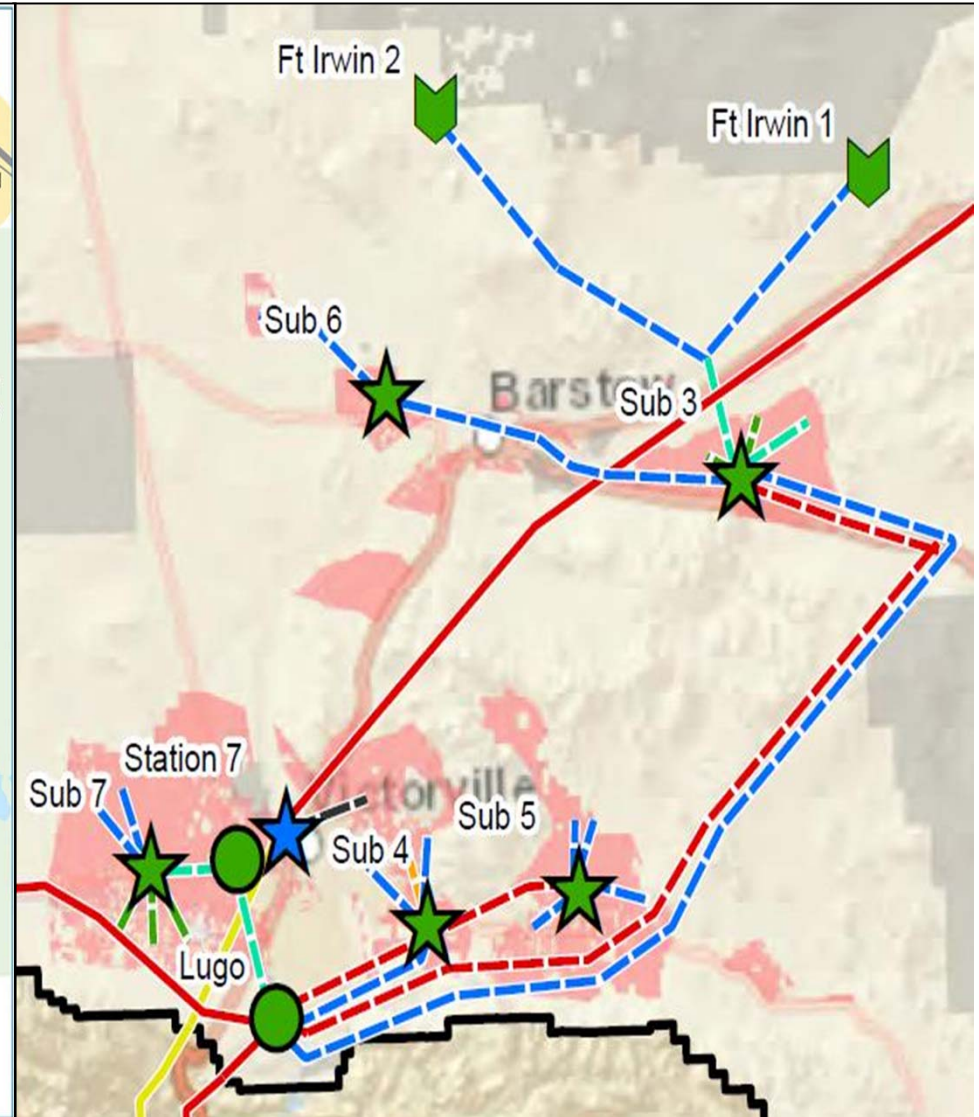 Ft Irwin 2
Ft Irwin 1
Sub 6
Barstow
Sub 3
Station 7
Sub 7
Victorville
Sub 5
Sub 4
Lugo